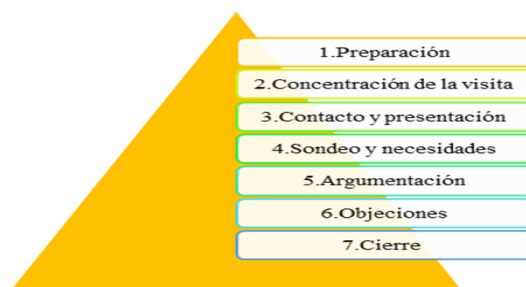 1.Preparación
2.Concentración de la visita
3.Contacto y presentación
4.Sondeo y necesidades
5.Argumentación
6.Objeciones
7.Cierre